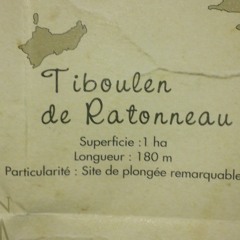 Tiboulen
de Ratonneau
Superficie : 1 ha
Longueur : 180 m
Particularité : Site de plongée remarquable